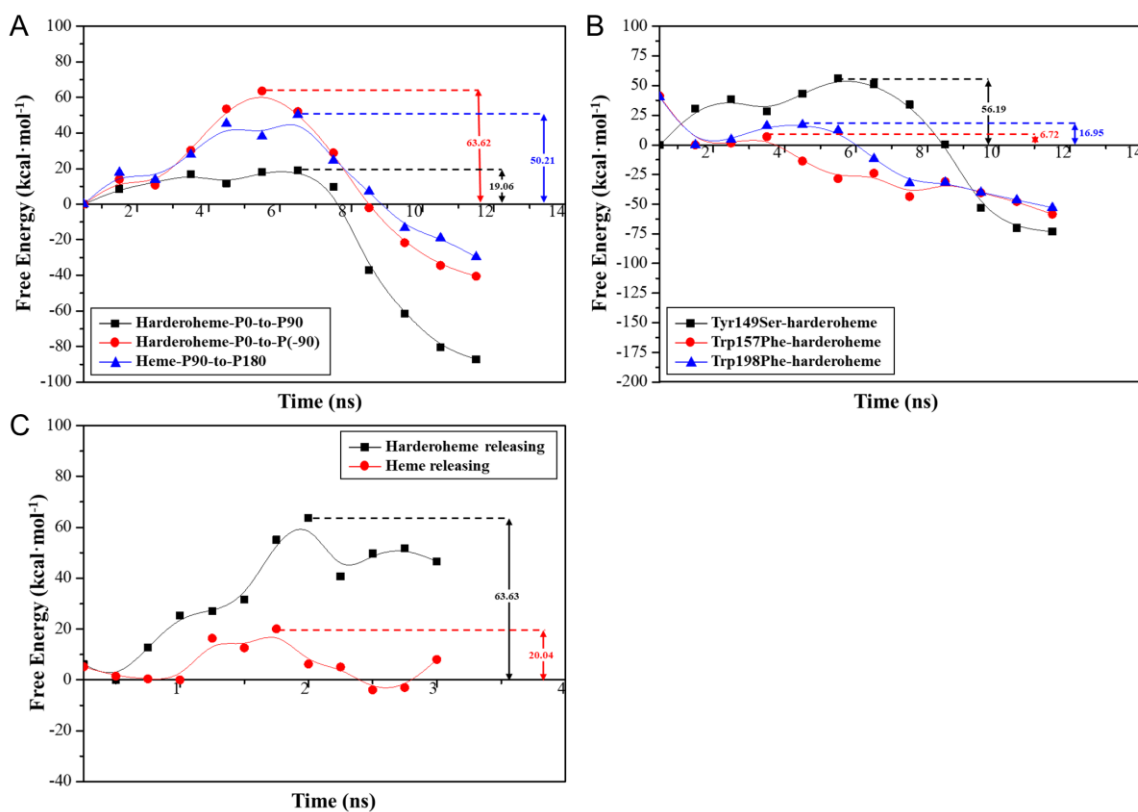 A
100
80
60
40
20
0
-20
-40
-60
-80
-100
2 4 6 8 10 12 14
Free Energy (kcal·mol⁻¹)
Time (ns)
63.62
50.21
19.06
Harderoheme-P0-to-P90
Harderoheme-P0-to-P(-90)
Heme-P90-to-P180
B
100
75
50
25
0
-25
-50
-75
-100
-125
-150
-175
-200
2 4 6 8 10 12 14
Free Energy (kcal·mol⁻¹)
Time (ns)
56.19
16.95
6.72
Tyr149Ser-harderoheme
Trp157Phe-harderoheme
Trp198Phe-harderoheme
C
100
80
60
40
20
0
-20
-40
1 2 3 4
Free Energy (kcal·mol⁻¹)
Time (ns)
Harderoheme releasing
Heme releasing
63.63
20.04